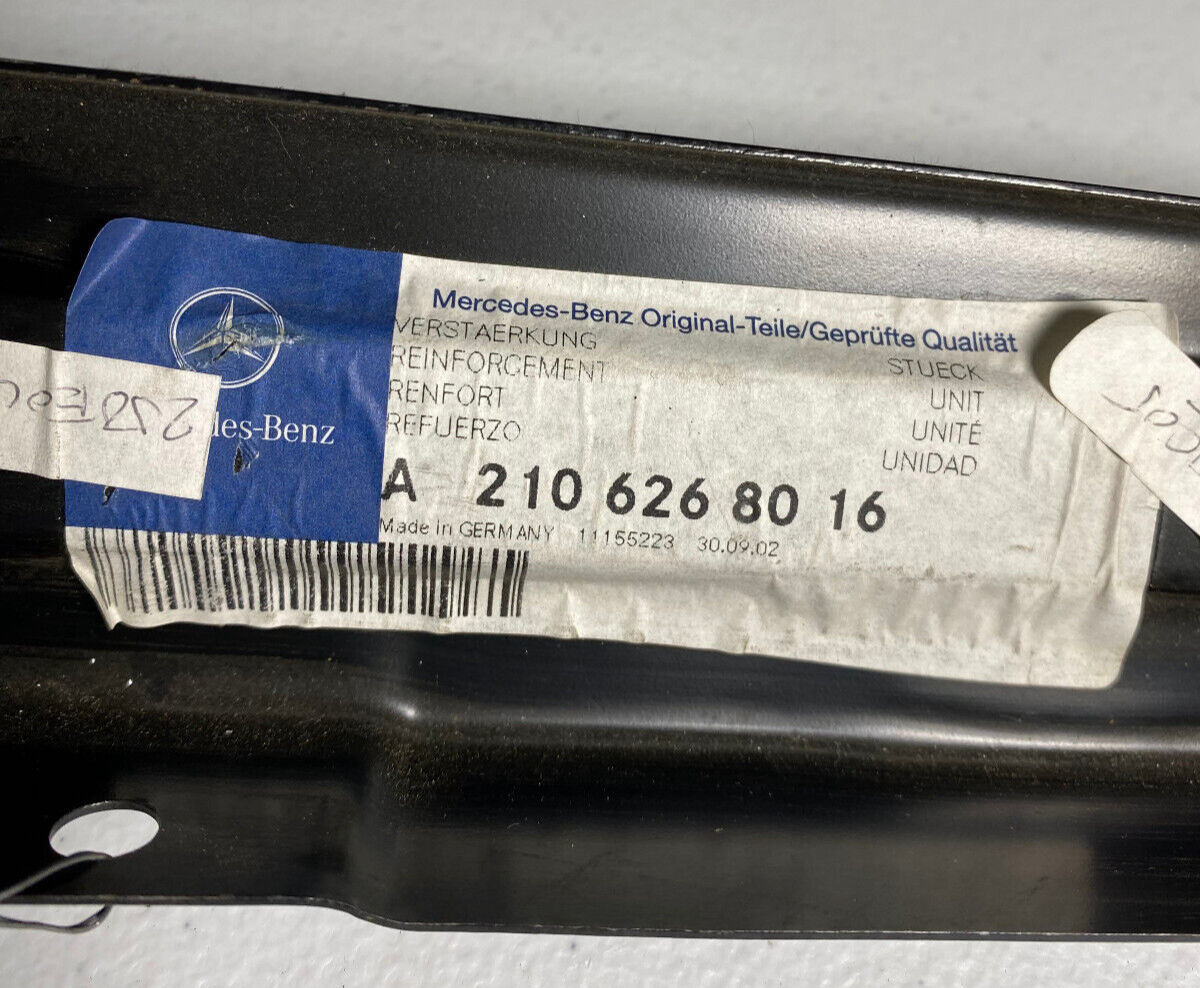 Mercedes-Benz Original-Teile/Geprüfte Qualität
VERSTAERKUNG
REINFORCEMENT
RENFORT
REFUERZO
STUECK
UNIT
UNITÉ
UNIDAD
des-Benz
A 210 626 80 16
Made in GERMANY 11155223 30.09.02